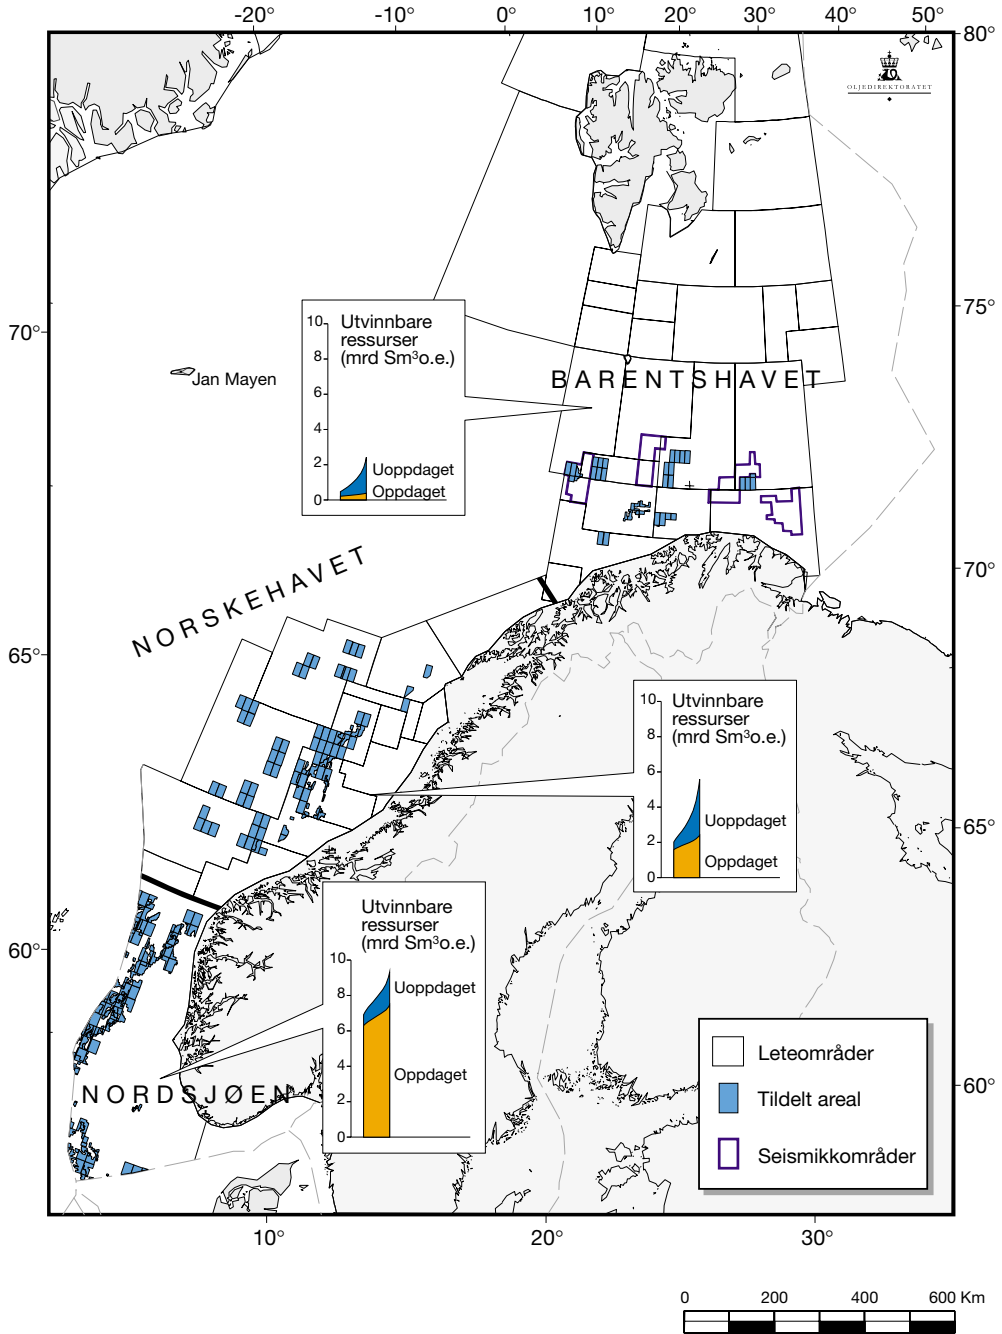 -20° -10° 0° 10° 20° 30° 40° 50°
80°
OLJEDIREKTORATET
75°
70°
Utvinnbare
ressurser
(mrd Sm³o.e.)
10
8
6
4
2
0
Uoppdaget
Oppdaget
Jan Mayen
BARENTSHAVET
70°
NORSKEHAVET
65°
Utvinnbare
ressurser
(mrd Sm³o.e.)
10
8
6
4
2
0
Uoppdaget
Oppdaget
65°
Utvinnbare
ressurser
(mrd Sm³o.e.)
10
8
6
4
2
0
Uoppdaget
Oppdaget
60°
NORDSJØEN
Leteområder
Tildelt areal
Seismikkområder
60°
10° 20° 30°
0 200 400 600 Km